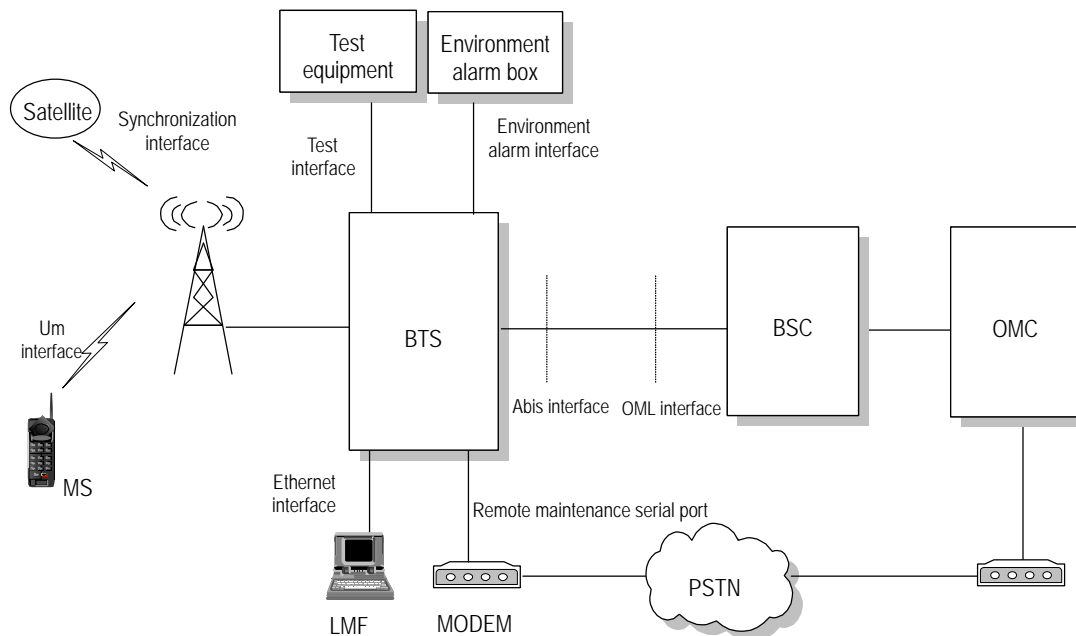 Test
equipment
Environment
alarm box
Satellite
Synchronization
interface
Test
interface
Environment
alarm interface
Um
interface
BTS
BSC
OMC
Abis interface
OML interface
MS
Ethernet
interface
Remote maintenance serial port
PSTN
LMF
MODEM